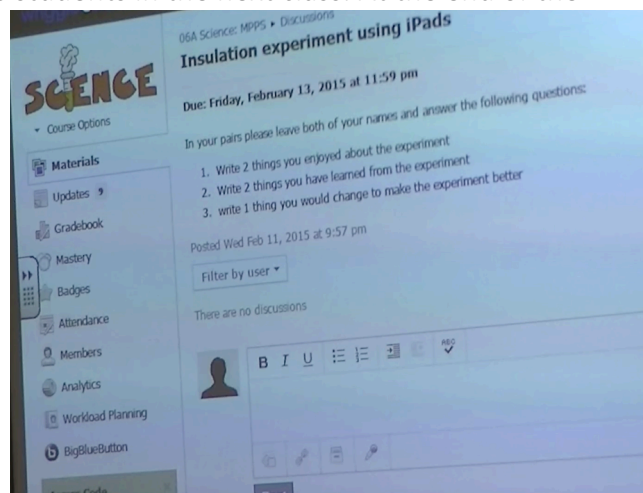 06A Science: MPPS ▸ Discussions
Insulation experiment using iPads
SCIENCE
Due: Friday, February 13, 2015 at 11:59 pm
Course Options
In your pairs please leave both of your names and answer the following questions:
1. Write 2 things you enjoyed about the experiment
2. Write 2 things you have learned from the experiment
3. write 1 thing you would change to make the experiment better
Materials
Updates 9
Gradebook
Mastery
Badges
Attendance
Members
Analytics
Workload Planning
BigBlueButton
Posted Wed Feb 11, 2015 at 9:57 pm
Filter by user
There are no discussions
B I U
ABC